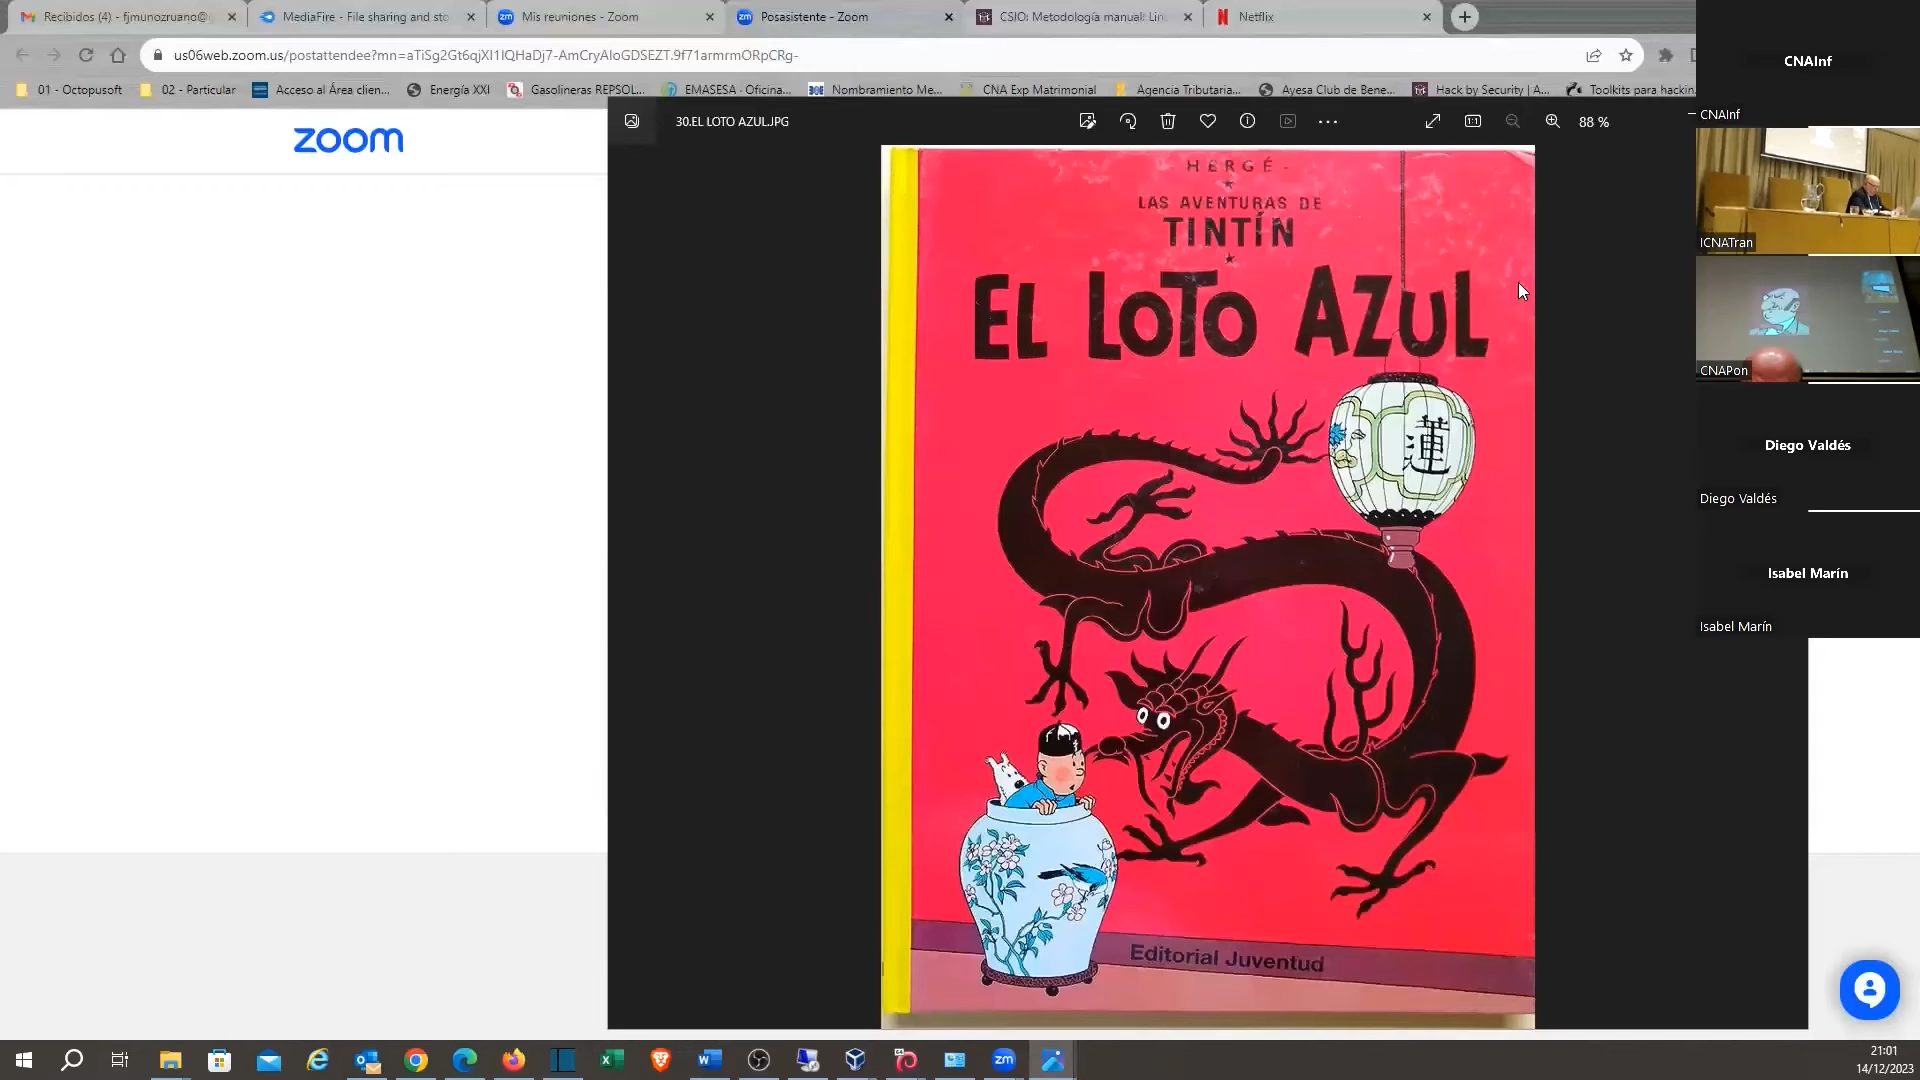 Recibidos (4) - fjmunozruano@g
MediaFire - File sharing and sto
Mis reuniones - Zoom
Posasistente - Zoom
CSIO: Metodología manual: Lin
Netflix
us06web.zoom.us/postattendee?mn=aTiSg2Gt6qjXI1IQHaDj7-AmCryAIoGDSEZT.9f71armrmORpCRg-
01 - Octopusoft
02 - Particular
Acceso al Área clien...
Energía XXI
Gasolineras REPSOL...
EMASESA - Oficina...
Nombramiento Me...
CNA Exp Matrimonial
Agencia Tributaria...
Ayesa Club de Bene...
Hack by Security | A...
Toolkits para hackin
zoom
30.EL LOTO AZUL.JPG
88 %
HERGÉ
LAS AVENTURAS DE
TINTÍN
EL LOTO AZUL
蓮
Editorial Juventud
CNAInf
CNAInf
ICNATran
CNAPon
Diego Valdés
Diego Valdés
Isabel Marín
Isabel Marín
zm
21:01
14/12/2023